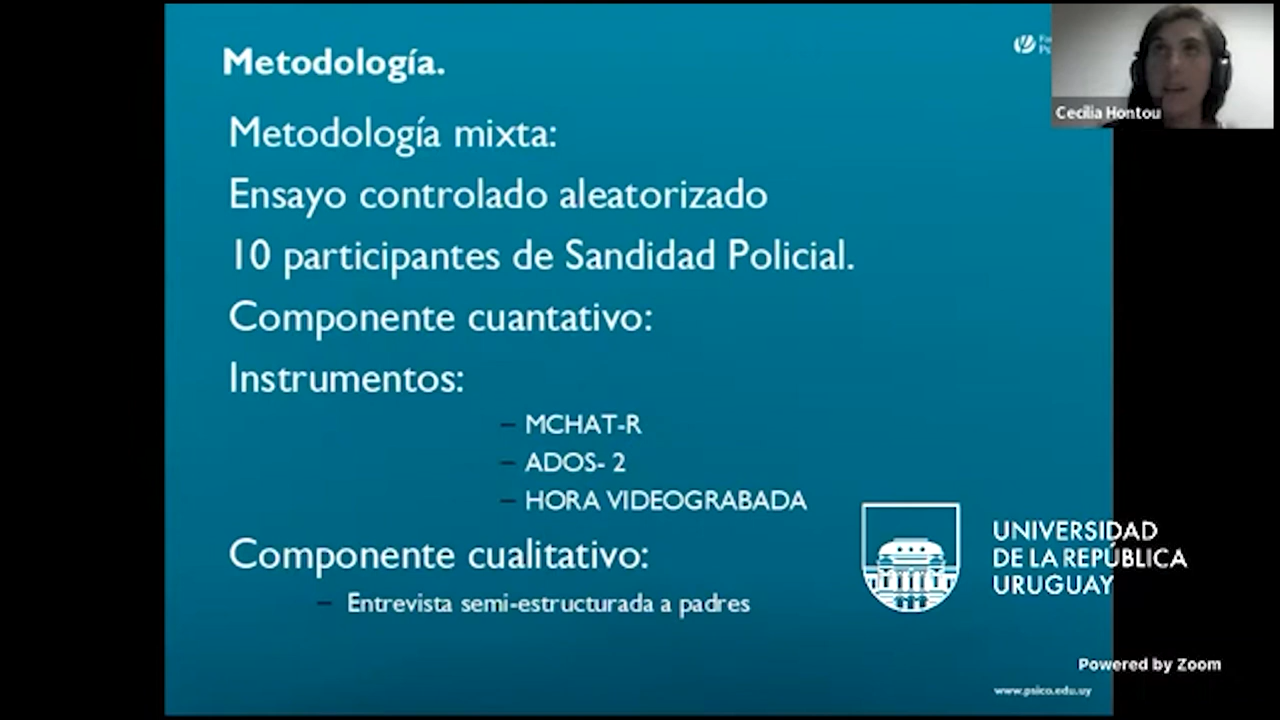 Metodología.
Metodología mixta:
Ensayo controlado aleatorizado
10 participantes de Sandidad Policial.
Componente cuantativo:
Instrumentos:
– MCHAT-R
– ADOS- 2
– HORA VIDEOGRABADA
Componente cualitativo:
– Entrevista semi-estructurada a padres
Cecilia Hontou
UNIVERSIDAD
DE LA REPÚBLICA
URUGUAY
Powered by Zoom
www.psico.edu.uy